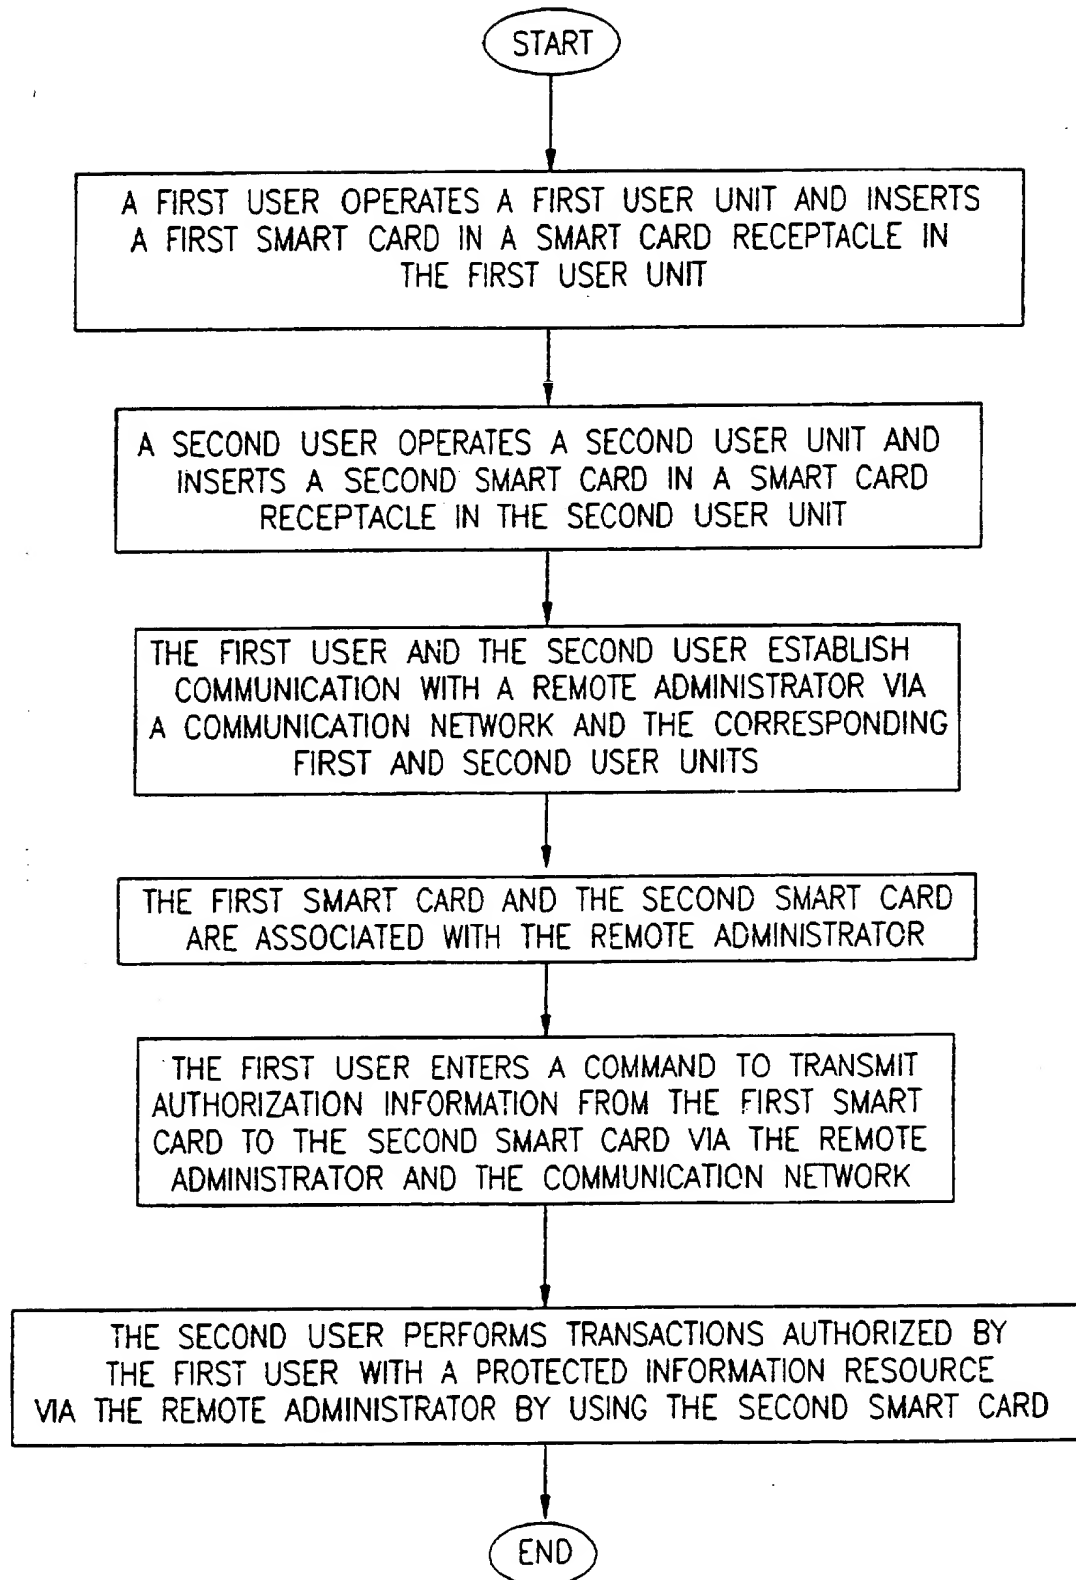 START
A FIRST USER OPERATES A FIRST USER UNIT AND INSERTS
A FIRST SMART CARD IN A SMART CARD RECEPTACLE IN
THE FIRST USER UNIT
A SECOND USER OPERATES A SECOND USER UNIT AND
INSERTS A SECOND SMART CARD IN A SMART CARD
RECEPTACLE IN THE SECOND USER UNIT
THE FIRST USER AND THE SECOND USER ESTABLISH
COMMUNICATION WITH A REMOTE ADMINISTRATOR VIA
A COMMUNICATION NETWORK AND THE CORRESPONDING
FIRST AND SECOND USER UNITS
THE FIRST SMART CARD AND THE SECOND SMART CARD
ARE ASSOCIATED WITH THE REMOTE ADMINISTRATOR
THE FIRST USER ENTERS A COMMAND TO TRANSMIT
AUTHORIZATION INFORMATION FROM THE FIRST SMART
CARD TO THE SECOND SMART CARD VIA THE REMOTE
ADMINISTRATOR AND THE COMMUNICATION NETWORK
THE SECOND USER PERFORMS TRANSACTIONS AUTHORIZED BY
THE FIRST USER WITH A PROTECTED INFORMATION RESOURCE
VIA THE REMOTE ADMINISTRATOR BY USING THE SECOND SMART CARD
END